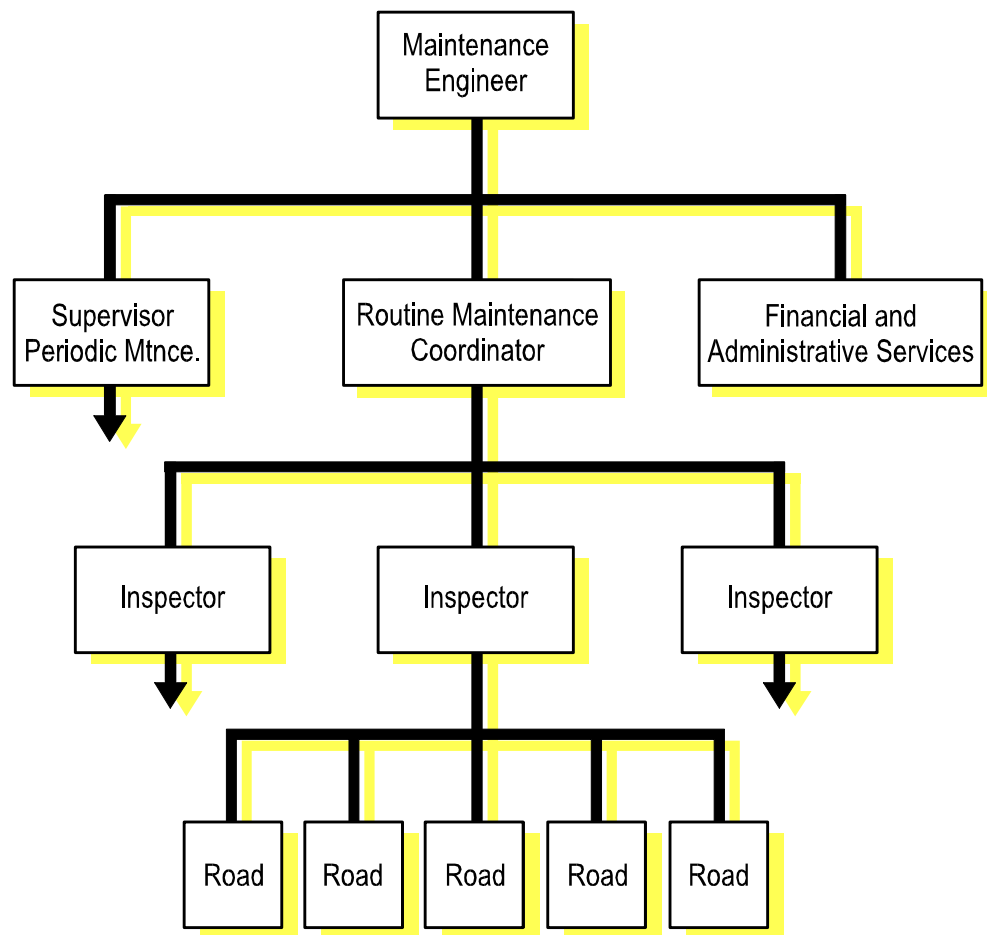 Maintenance
Engineer
Supervisor
Periodic Mtnce.
Routine Maintenance
Coordinator
Financial and
Administrative Services
Inspector
Inspector
Inspector
Road
Road
Road
Road
Road